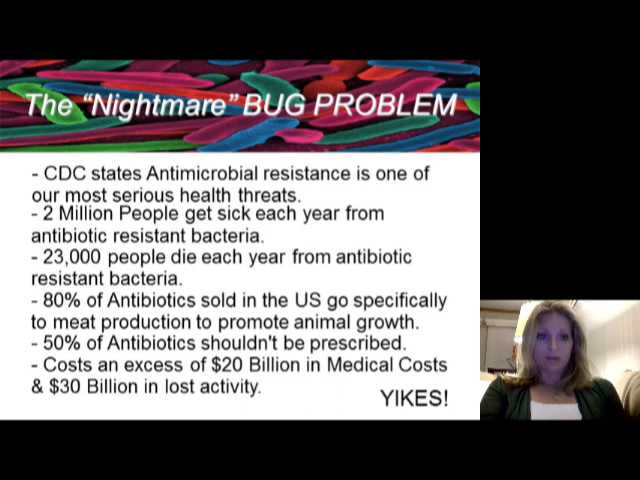 The “Nightmare” BUG PROBLEM
- CDC states Antimicrobial resistance is one of
our most serious health threats.
- 2 Million People get sick each year from
antibiotic resistant bacteria.
- 23,000 people die each year from antibiotic
resistant bacteria.
- 80% of Antibiotics sold in the US go specifically
to meat production to promote animal growth.
- 50% of Antibiotics shouldn't be prescribed.
- Costs an excess of $20 Billion in Medical Costs
& $30 Billion in lost activity.
YIKES!